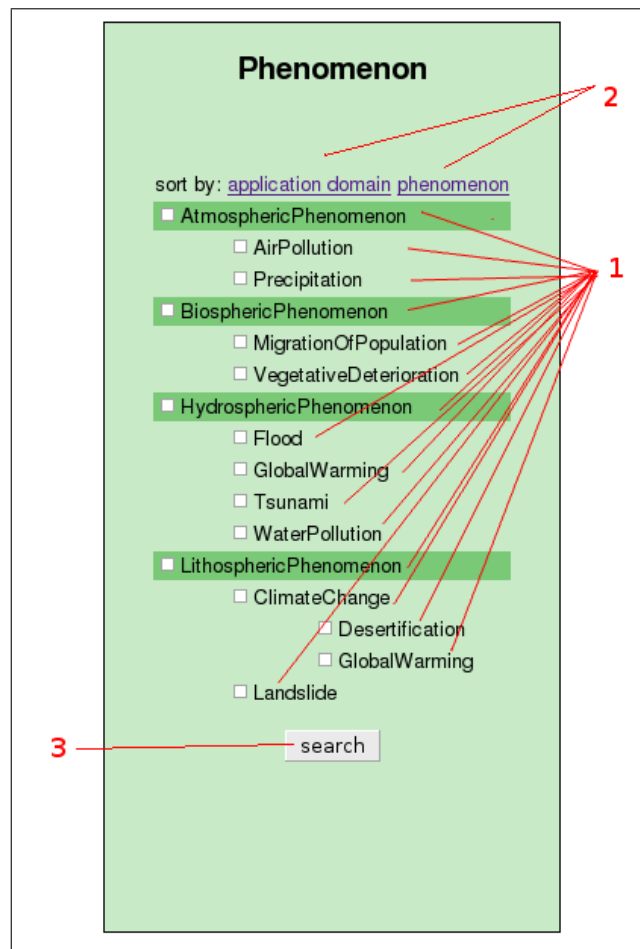 Phenomenon
2
sort by: application domain phenomenon
AtmosphericPhenomenon
AirPollution
1
Precipitation
BiosphericPhenomenon
MigrationOfPopulation
VegetativeDeterioration
HydrosphericPhenomenon
Flood
GlobalWarming
Tsunami
WaterPollution
LithosphericPhenomenon
ClimateChange
Desertification
GlobalWarming
Landslide
3 search